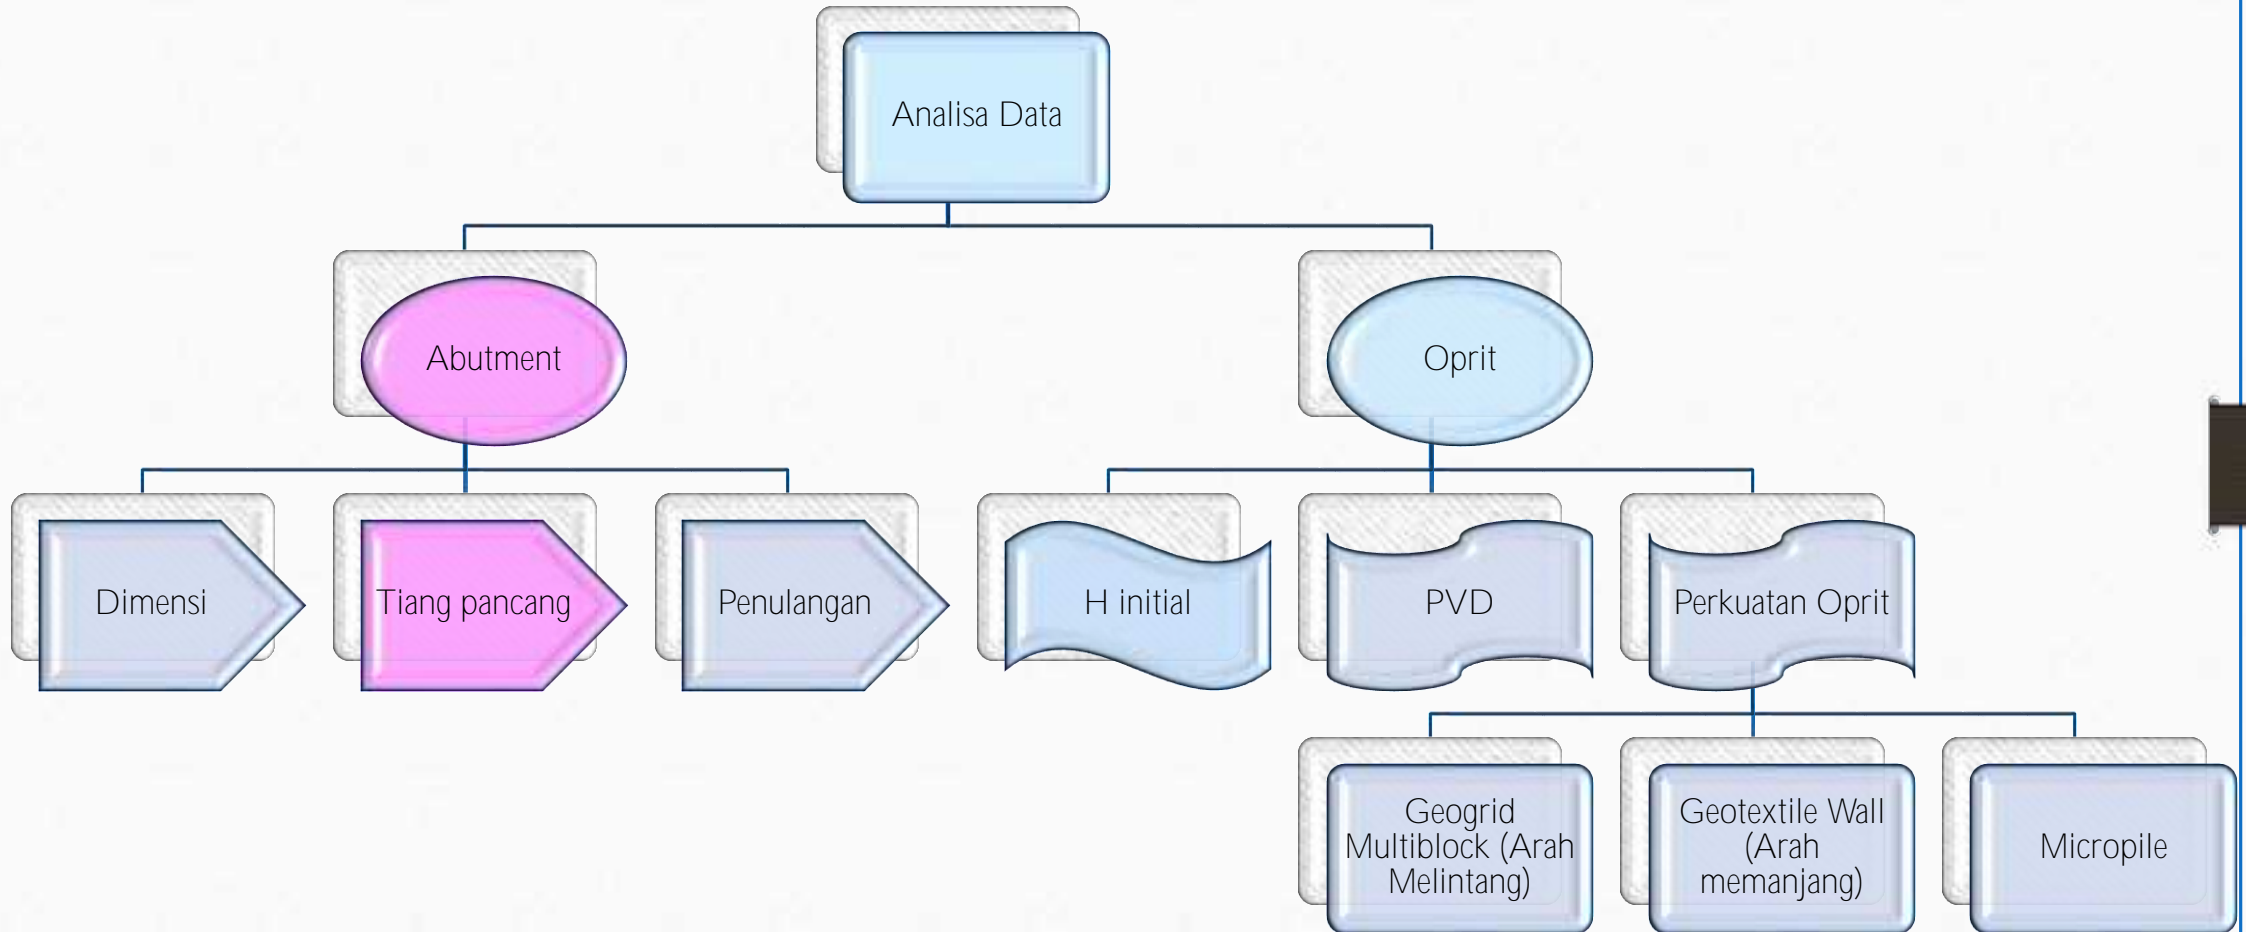 Analisa Data
Abutment
Oprit
Dimensi
Tiang pancang
Penulangan
H initial
PVD
Perkuatan Oprit
Geogrid
Multiblock (Arah
Melintang)
Geotextile Wall
(Arah
memanjang)
Micropile